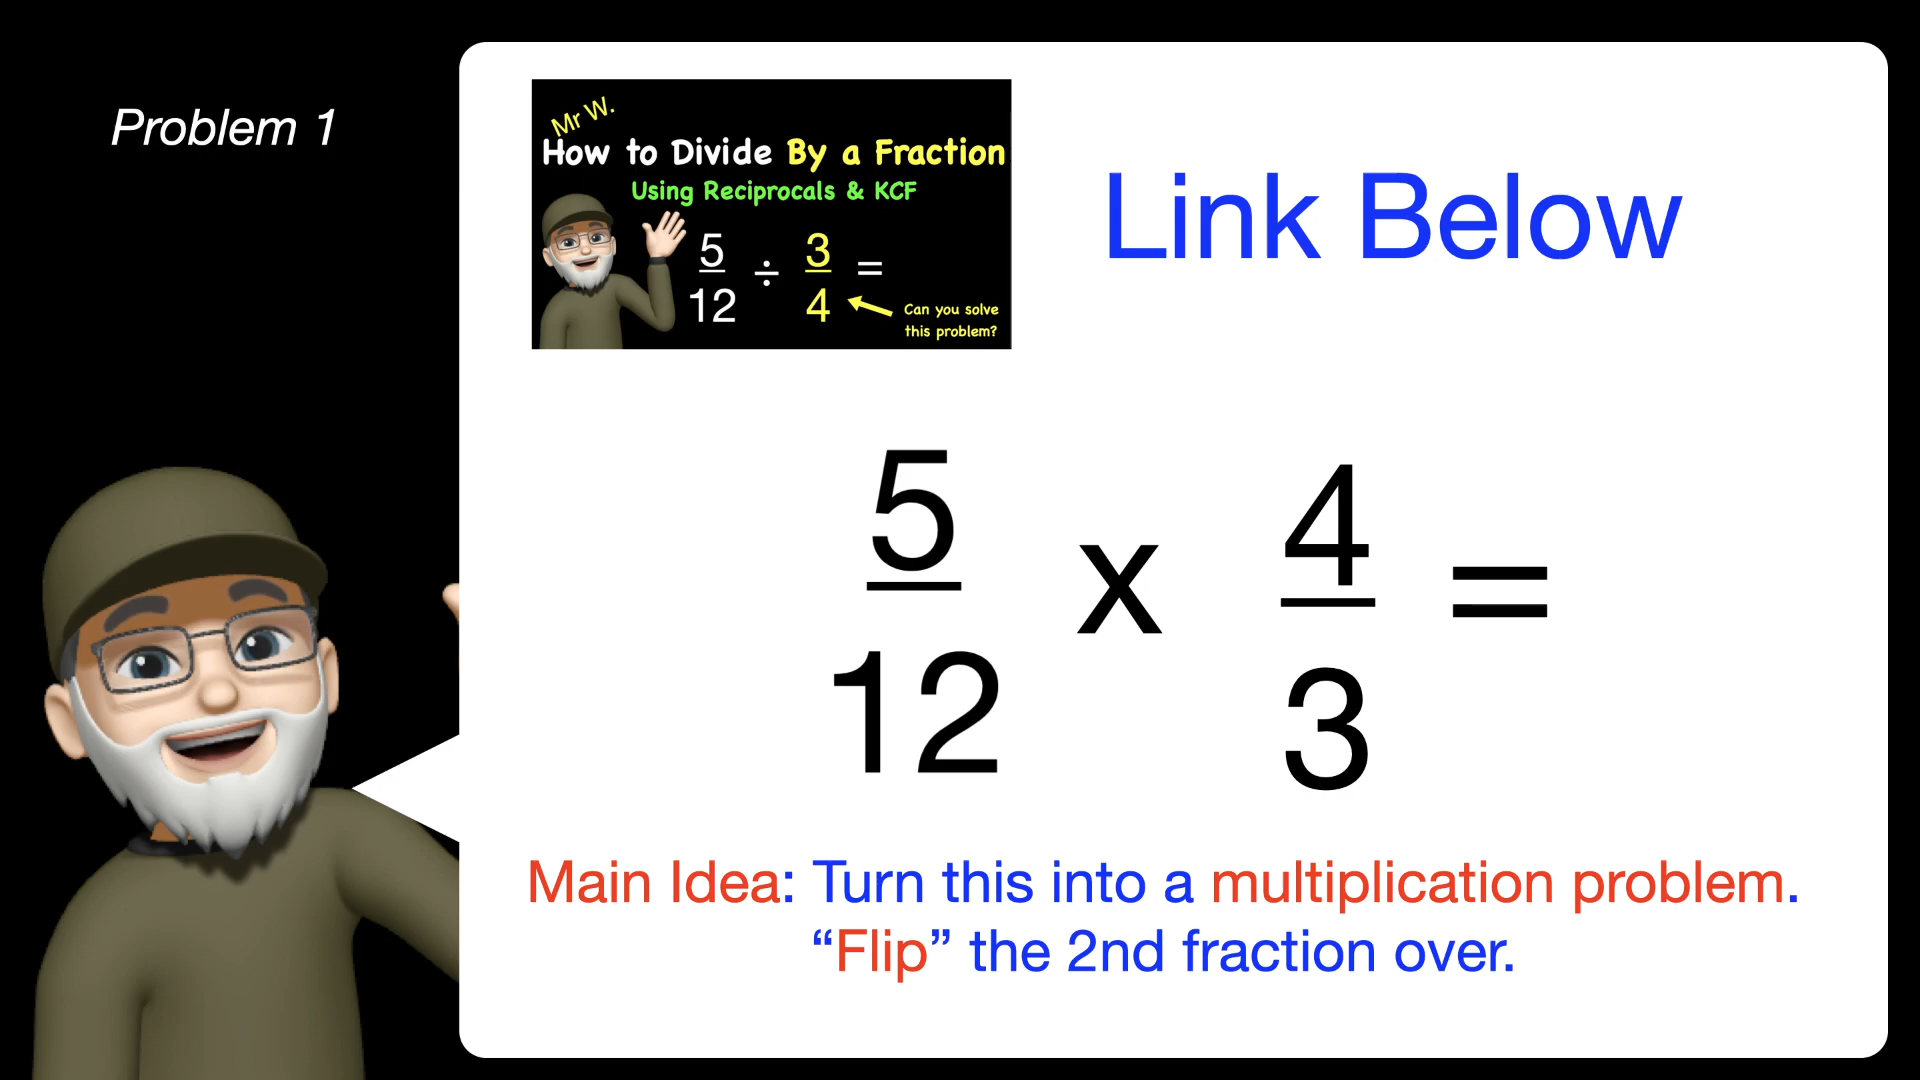 Problem 1
Mr W.
How to Divide By a Fraction
Using Reciprocals & KCF
5
12
÷
3
4
=
Can you solve
this problem?
Link Below
5
12
x
4
3
=
Main Idea: Turn this into a multiplication problem.
“Flip” the 2nd fraction over.